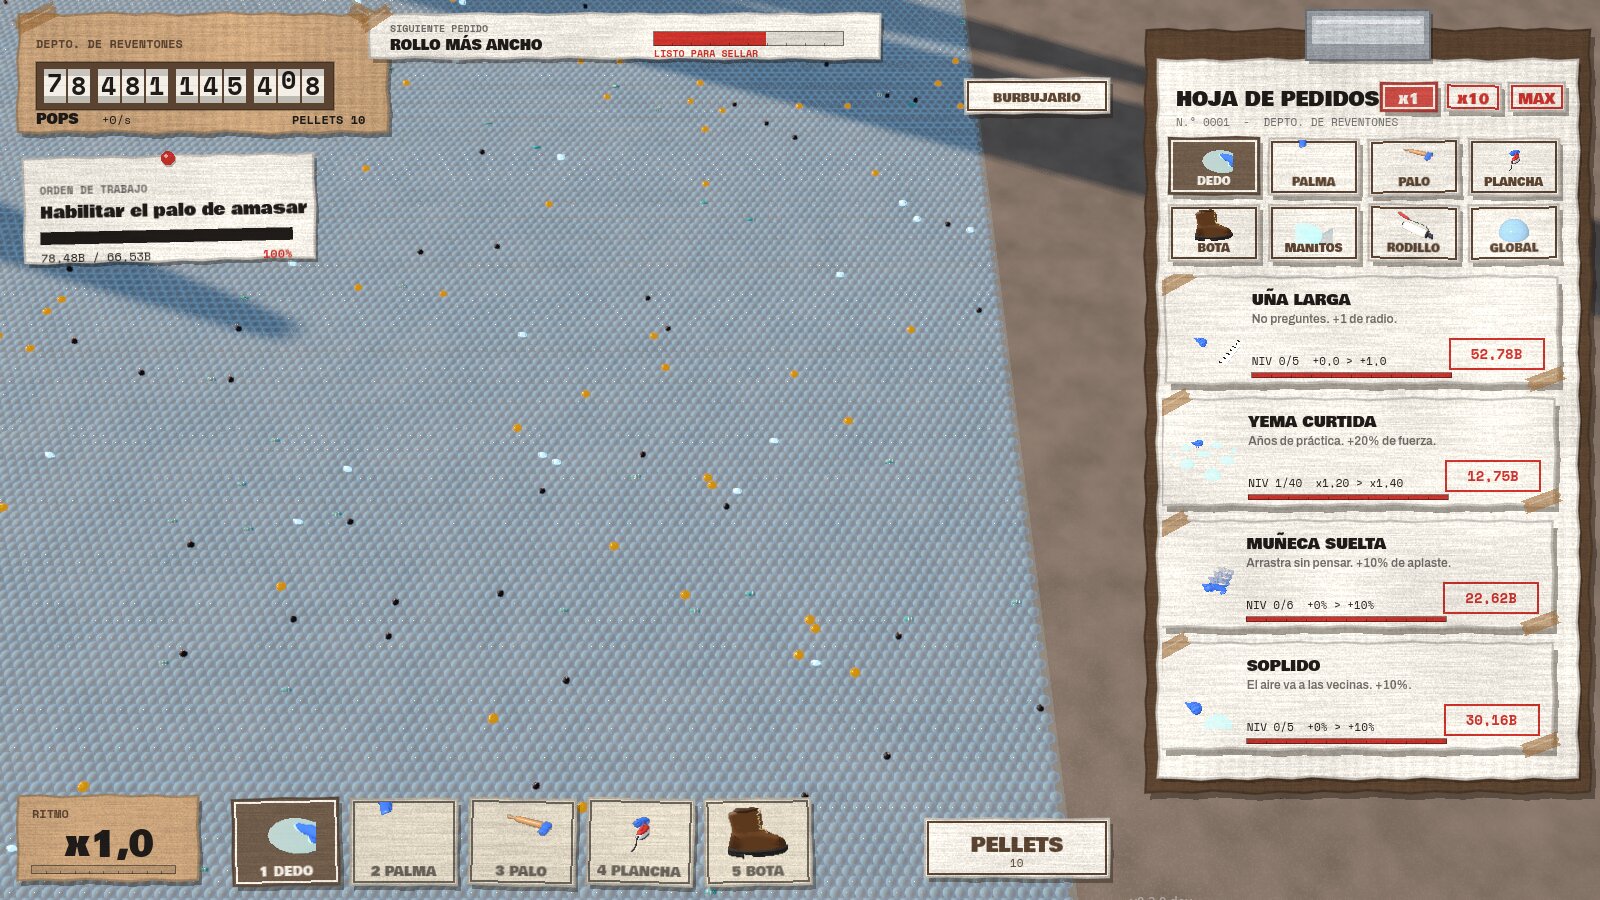 DEPTO. DE REVENTONES
78 481 145 408
POPS +0/s PELLETS 10
SIGUIENTE PEDIDO
ROLLO MÁS ANCHO
LISTO PARA SELLAR
ORDEN DE TRABAJO
Habilitar el palo de amasar
78,48B / 66,53B 100%
BURBUJARIO
HOJA DE PEDIDOS x1 x10 MAX
N.° 0001 - DEPTO. DE REVENTONES
DEDO PALMA PALO PLANCHA
BOTA MANITOS RODILLO GLOBAL
UÑA LARGA
No preguntes. +1 de radio.
NIV 0/5 +0,0 > +1,0 52,78B
YEMA CURTIDA
Años de práctica. +20% de fuerza.
NIV 1/40 x1,20 > x1,40 12,75B
MUÑECA SUELTA
Arrastra sin pensar. +10% de aplaste.
NIV 0/6 +0% > +10% 22,62B
SOPLIDO
El aire va a las vecinas. +10%.
NIV 0/5 +0% > +10% 30,16B
RITMO
x1,0
1 DEDO 2 PALMA 3 PALO 4 PLANCHA 5 BOTA
PELLETS
10